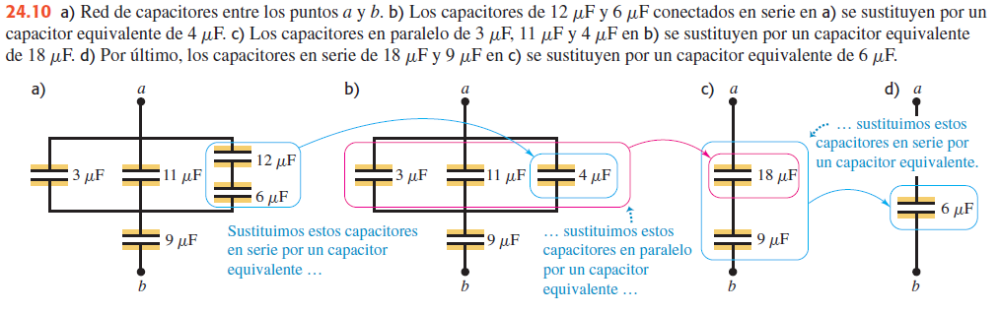 24.10 a) Red de capacitores entre los puntos a y b. b) Los capacitores de 12 μF y 6 μF conectados en serie en a) se sustituyen por un
capacitor equivalente de 4 μF. c) Los capacitores en paralelo de 3 μF, 11 μF y 4 μF en b) se sustituyen por un capacitor equivalente
de 18 μF. d) Por último, los capacitores en serie de 18 μF y 9 μF en c) se sustituyen por un capacitor equivalente de 6 μF.
a)
a
3 μF
11 μF
12 μF
6 μF
9 μF
b
Sustituimos estos capacitores
en serie por un capacitor
equivalente ...
b)
a
3 μF
11 μF
4 μF
9 μF
b
... sustituimos estos
capacitores en paralelo
por un capacitor
equivalente ...
c)
a
18 μF
9 μF
b
d)
a
... sustituimos estos
capacitores en serie por
un capacitor equivalente.
6 μF
b